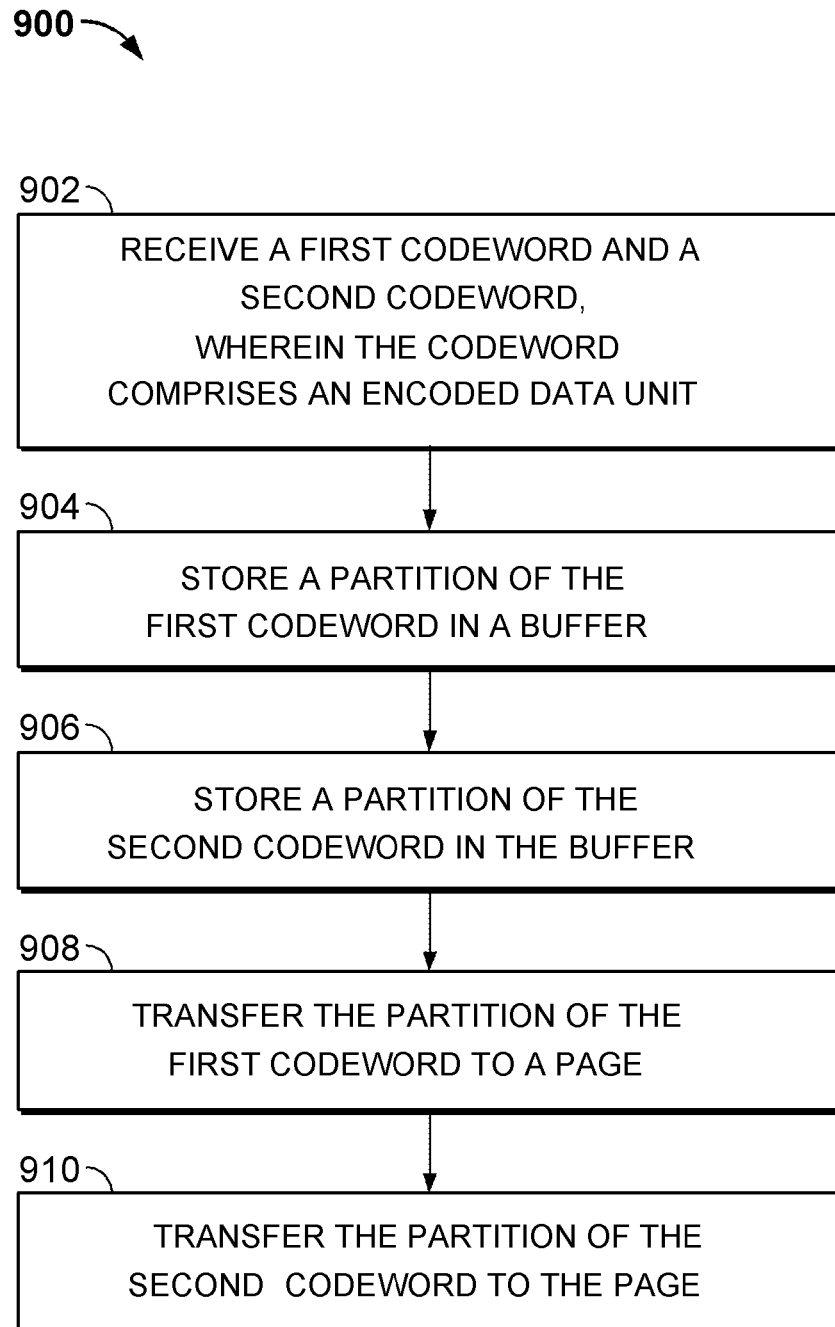 900
902
RECEIVE A FIRST CODEWORD AND A
SECOND CODEWORD,
WHEREIN THE CODEWORD
COMPRISES AN ENCODED DATA UNIT
904
STORE A PARTITION OF THE
FIRST CODEWORD IN A BUFFER
906
STORE A PARTITION OF THE
SECOND CODEWORD IN THE BUFFER
908
TRANSFER THE PARTITION OF THE
FIRST CODEWORD TO A PAGE
910
TRANSFER THE PARTITION OF THE
SECOND CODEWORD TO THE PAGE